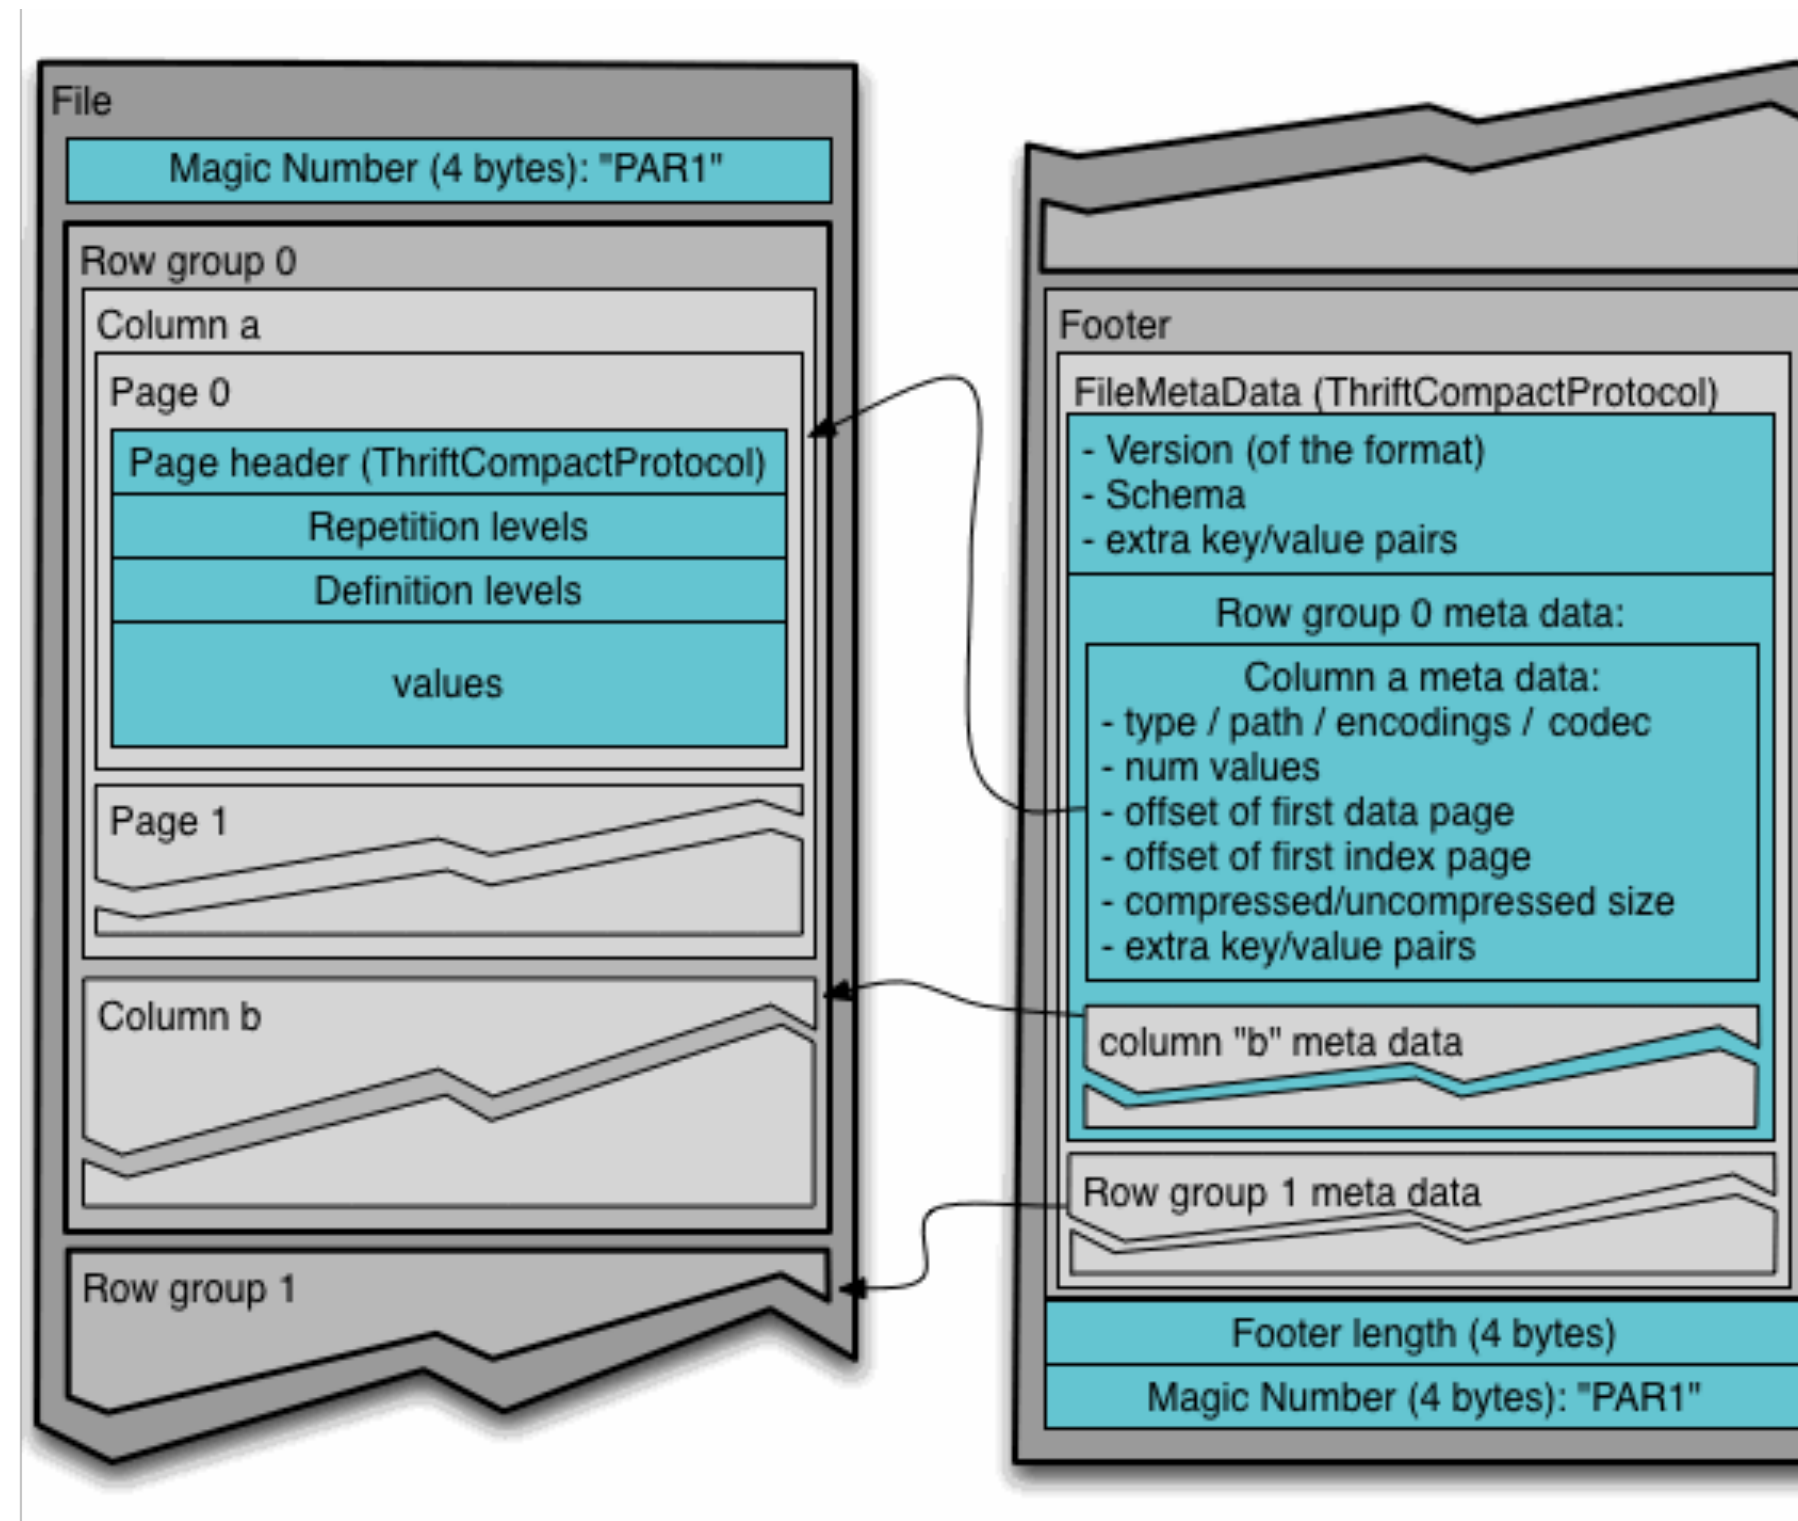 File
Magic Number (4 bytes): "PAR1"
Row group 0
Column a
Page 0
Page header (ThriftCompactProtocol)
Repetition levels
Definition levels
values
Page 1
Column b
Row group 1
Footer
FileMetaData (ThriftCompactProtocol)
- Version (of the format)
- Schema
- extra key/value pairs
Row group 0 meta data:
Column a meta data:
- type / path / encodings / codec
- num values
- offset of first data page
- offset of first index page
- compressed/uncompressed size
- extra key/value pairs
column "b" meta data
Row group 1 meta data
Footer length (4 bytes)
Magic Number (4 bytes): "PAR1"